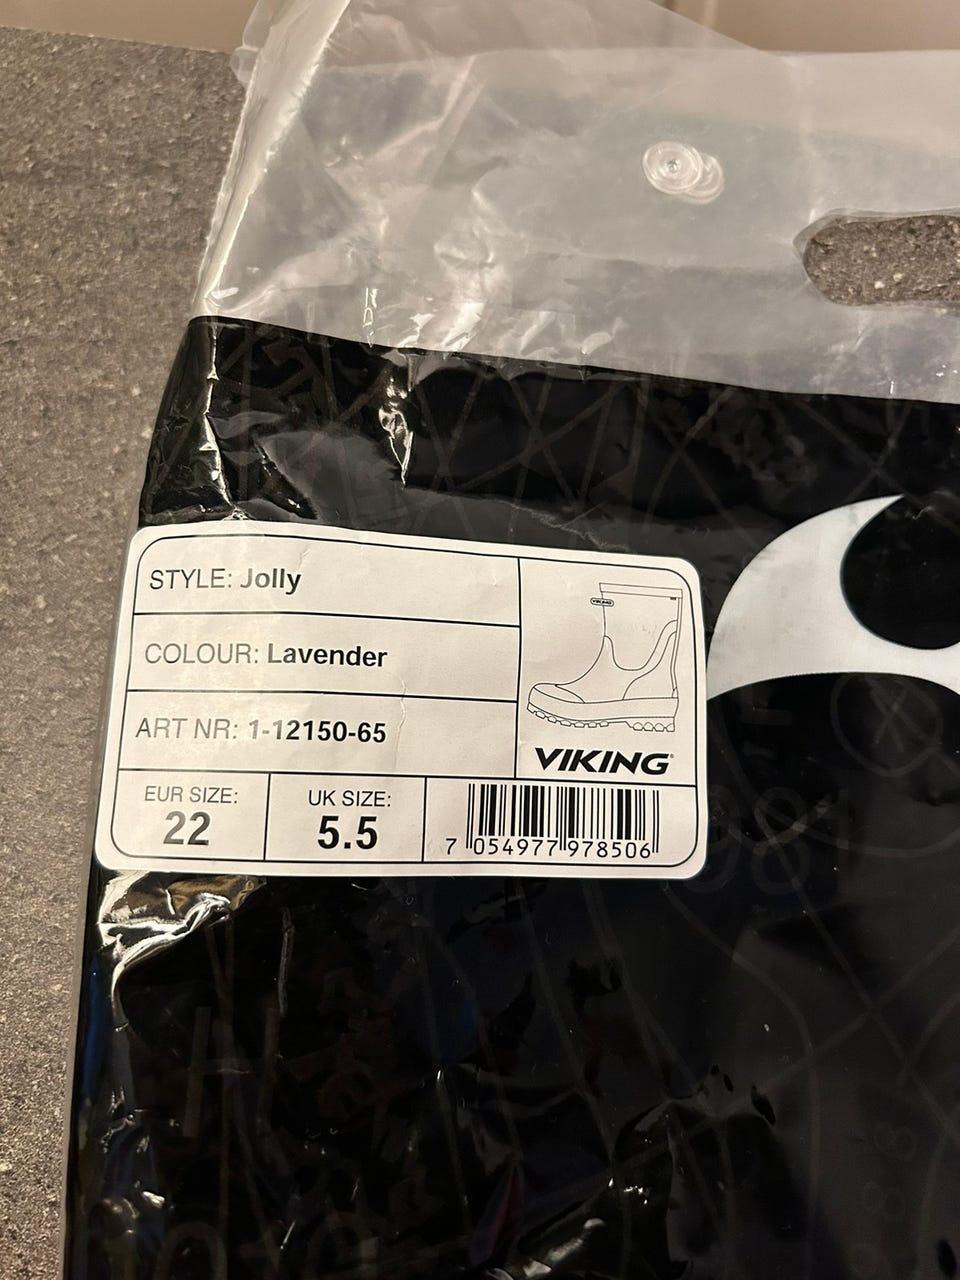 STYLE: Jolly
COLOUR: Lavender
ART NR: 1-12150-65
VIKING
VIKING®
EUR SIZE:
22
UK SIZE:
5.5
7 054977 978506